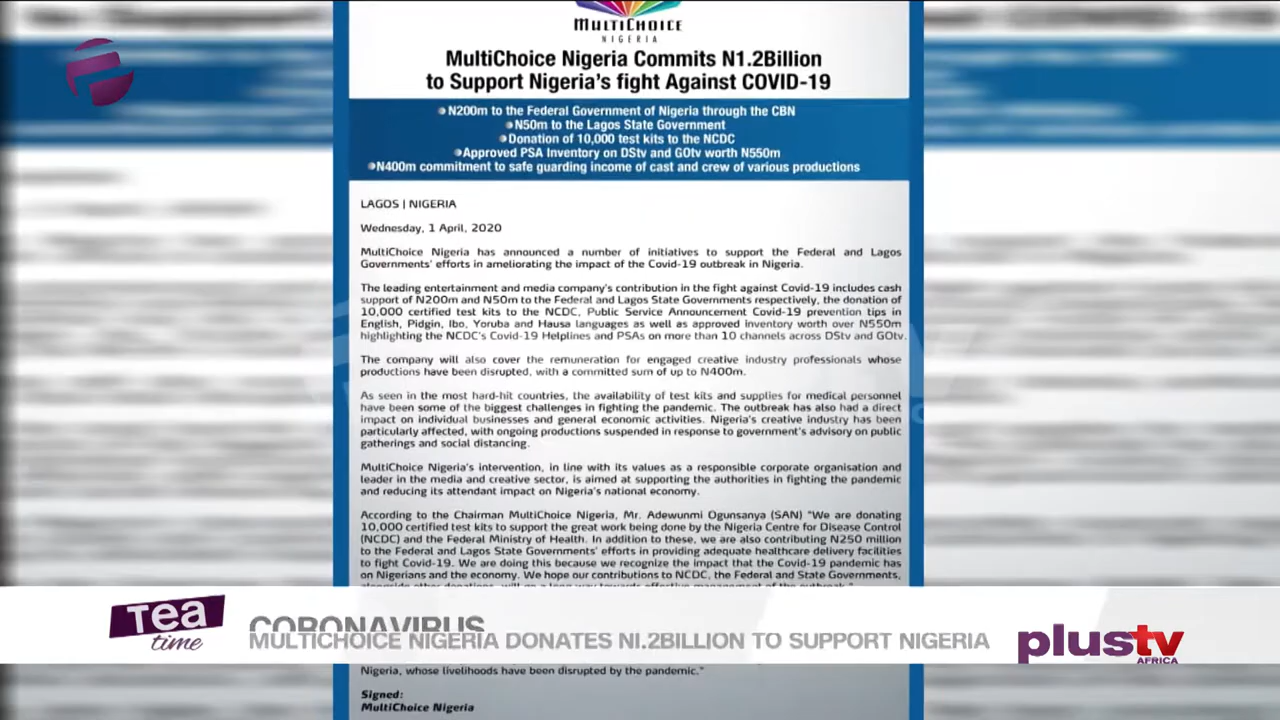 MULTICHOICE
NIGERIA
MultiChoice Nigeria Commits N1.2Billion
to Support Nigeria's fight Against COVID-19
N200m to the Federal Government of Nigeria through the CBN
N50m to the Lagos State Government
Donation of 10,000 test kits to the NCDC
Approved PSA Inventory on DStv and GOtv worth N550m
N400m commitment to safe guarding income of cast and crew of various productions
LAGOS | NIGERIA
Wednesday, 1 April, 2020
MultiChoice Nigeria has announced a number of initiatives to support the Federal and Lagos
Governments' efforts in ameliorating the impact of the Covid-19 outbreak in Nigeria.
The leading entertainment and media company's contribution in the fight against Covid-19 includes cash
support of N200m and N50m to the Federal and Lagos State Governments respectively, the donation of
10,000 certified test kits to the NCDC, Public Service Announcement Covid-19 prevention tips in
English, Pidgin, Ibo, Yoruba and Hausa languages as well as approved inventory worth over N550m
highlighting the NCDC's Covid-19 Helplines and PSAs on more than 10 channels across DStv and GOtv.
The company will also cover the remuneration for engaged creative industry professionals whose
productions have been disrupted, with a committed sum of up to N400m.
As seen in the most hard-hit countries, the availability of test kits and supplies for medical personnel
have been some of the biggest challenges in fighting the pandemic. The outbreak has also had a direct
impact on individual businesses and general economic activities. Nigeria's creative industry has been
particularly affected, with ongoing productions suspended in response to government's advisory on public
gatherings and social distancing.
MultiChoice Nigeria's intervention, in line with its values as a responsible corporate organisation and
leader in the media and creative sector, is aimed at supporting the authorities in fighting the pandemic
and reducing its attendant impact on Nigeria's national economy.
According to the Chairman MultiChoice Nigeria, Mr. Adewunmi Ogunsanya (SAN) "We are donating
10,000 certified test kits to support the great work being done by the Nigeria Centre for Disease Control
(NCDC) and the Federal Ministry of Health. In addition to these, we are also contributing N250 million
to the Federal and Lagos State Governments' efforts in providing adequate healthcare delivery facilities
to fight Covid-19. We are doing this because we recognize the impact that the Covid-19 pandemic has
on Nigerians and the economy. We hope our contributions to NCDC, the Federal and State Governments,
Tea
time
CORONAVIRUS
MULTICHOICE NIGERIA DONATES N1.2BILLION TO SUPPORT NIGERIA
plustv
AFRICA
Nigeria, whose livelihoods have been disrupted by the pandemic."
Signed:
MultiChoice Nigeria